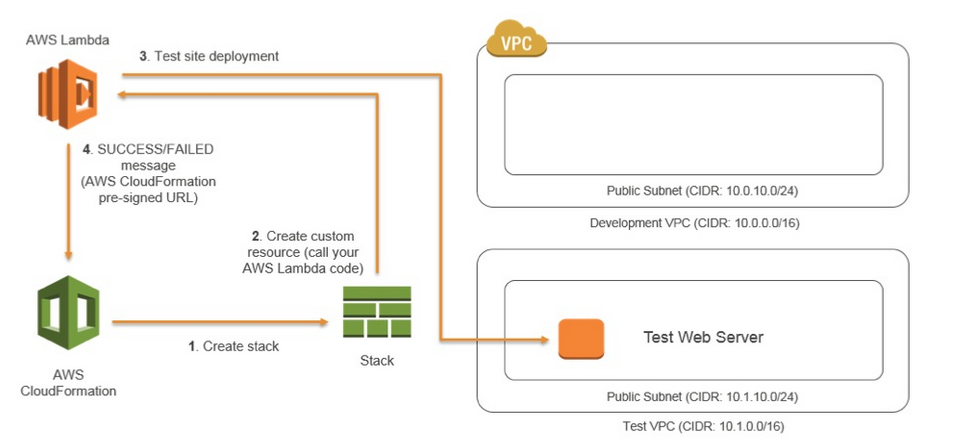 AWS Lambda
3. Test site deployment
VPC
4. SUCCESS/FAILED
message
(AWS CloudFormation
pre-signed URL)
Public Subnet (CIDR: 10.0.10.0/24)
Development VPC (CIDR: 10.0.0.0/16)
2. Create custom
resource (call your
AWS Lambda code)
1. Create stack
Stack
AWS
CloudFormation
Test Web Server
Public Subnet (CIDR: 10.1.10.0/24)
Test VPC (CIDR: 10.1.0.0/16)